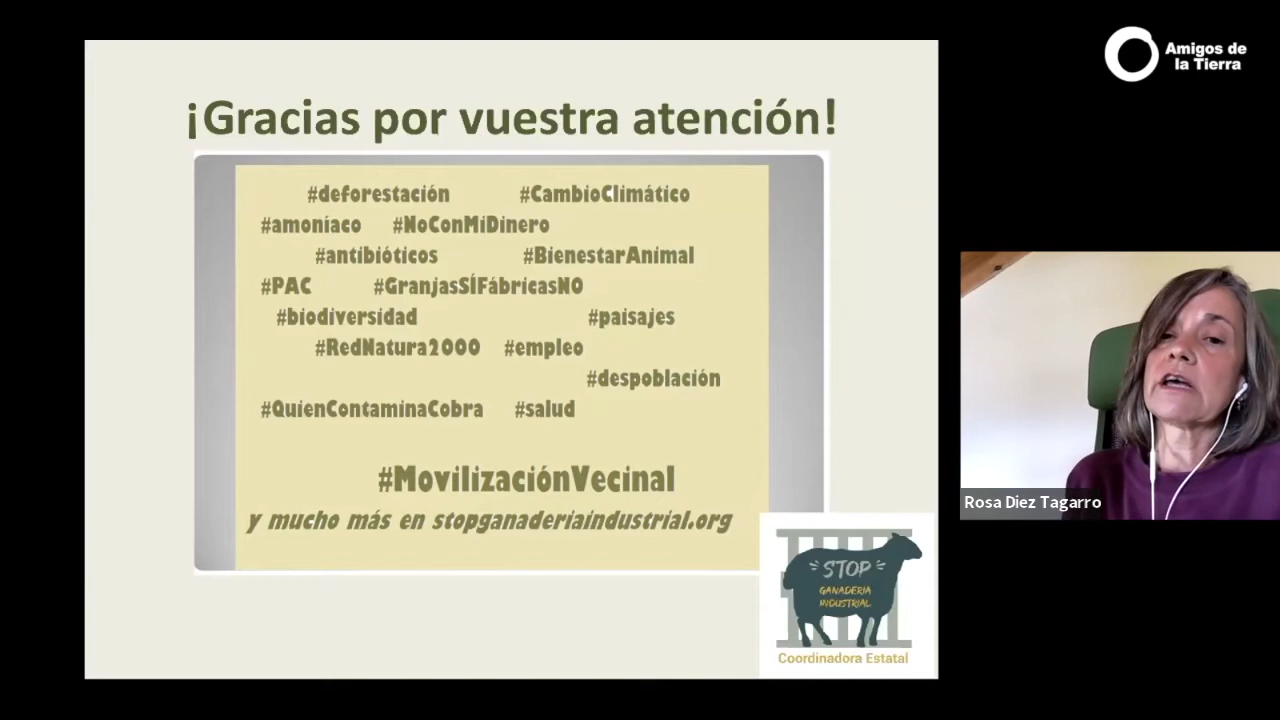 Amigos de
la Tierra
¡Gracias por vuestra atención!
#deforestación #CambioClimático
#amoníaco #NoConMiDinero
#antibióticos #BienestarAnimal
#PAC #GranjasSÍFábricasNO
#biodiversidad #paisajes
#RedNatura2000 #empleo
#despoblación
#QuienContaminaCobra #salud
#MovilizaciónVecinal
y mucho más en stopganaderiaindustrial.org
STOP
GANADERIA
INDUSTRIAL
Coordinadora Estatal
Rosa Diez Tagarro